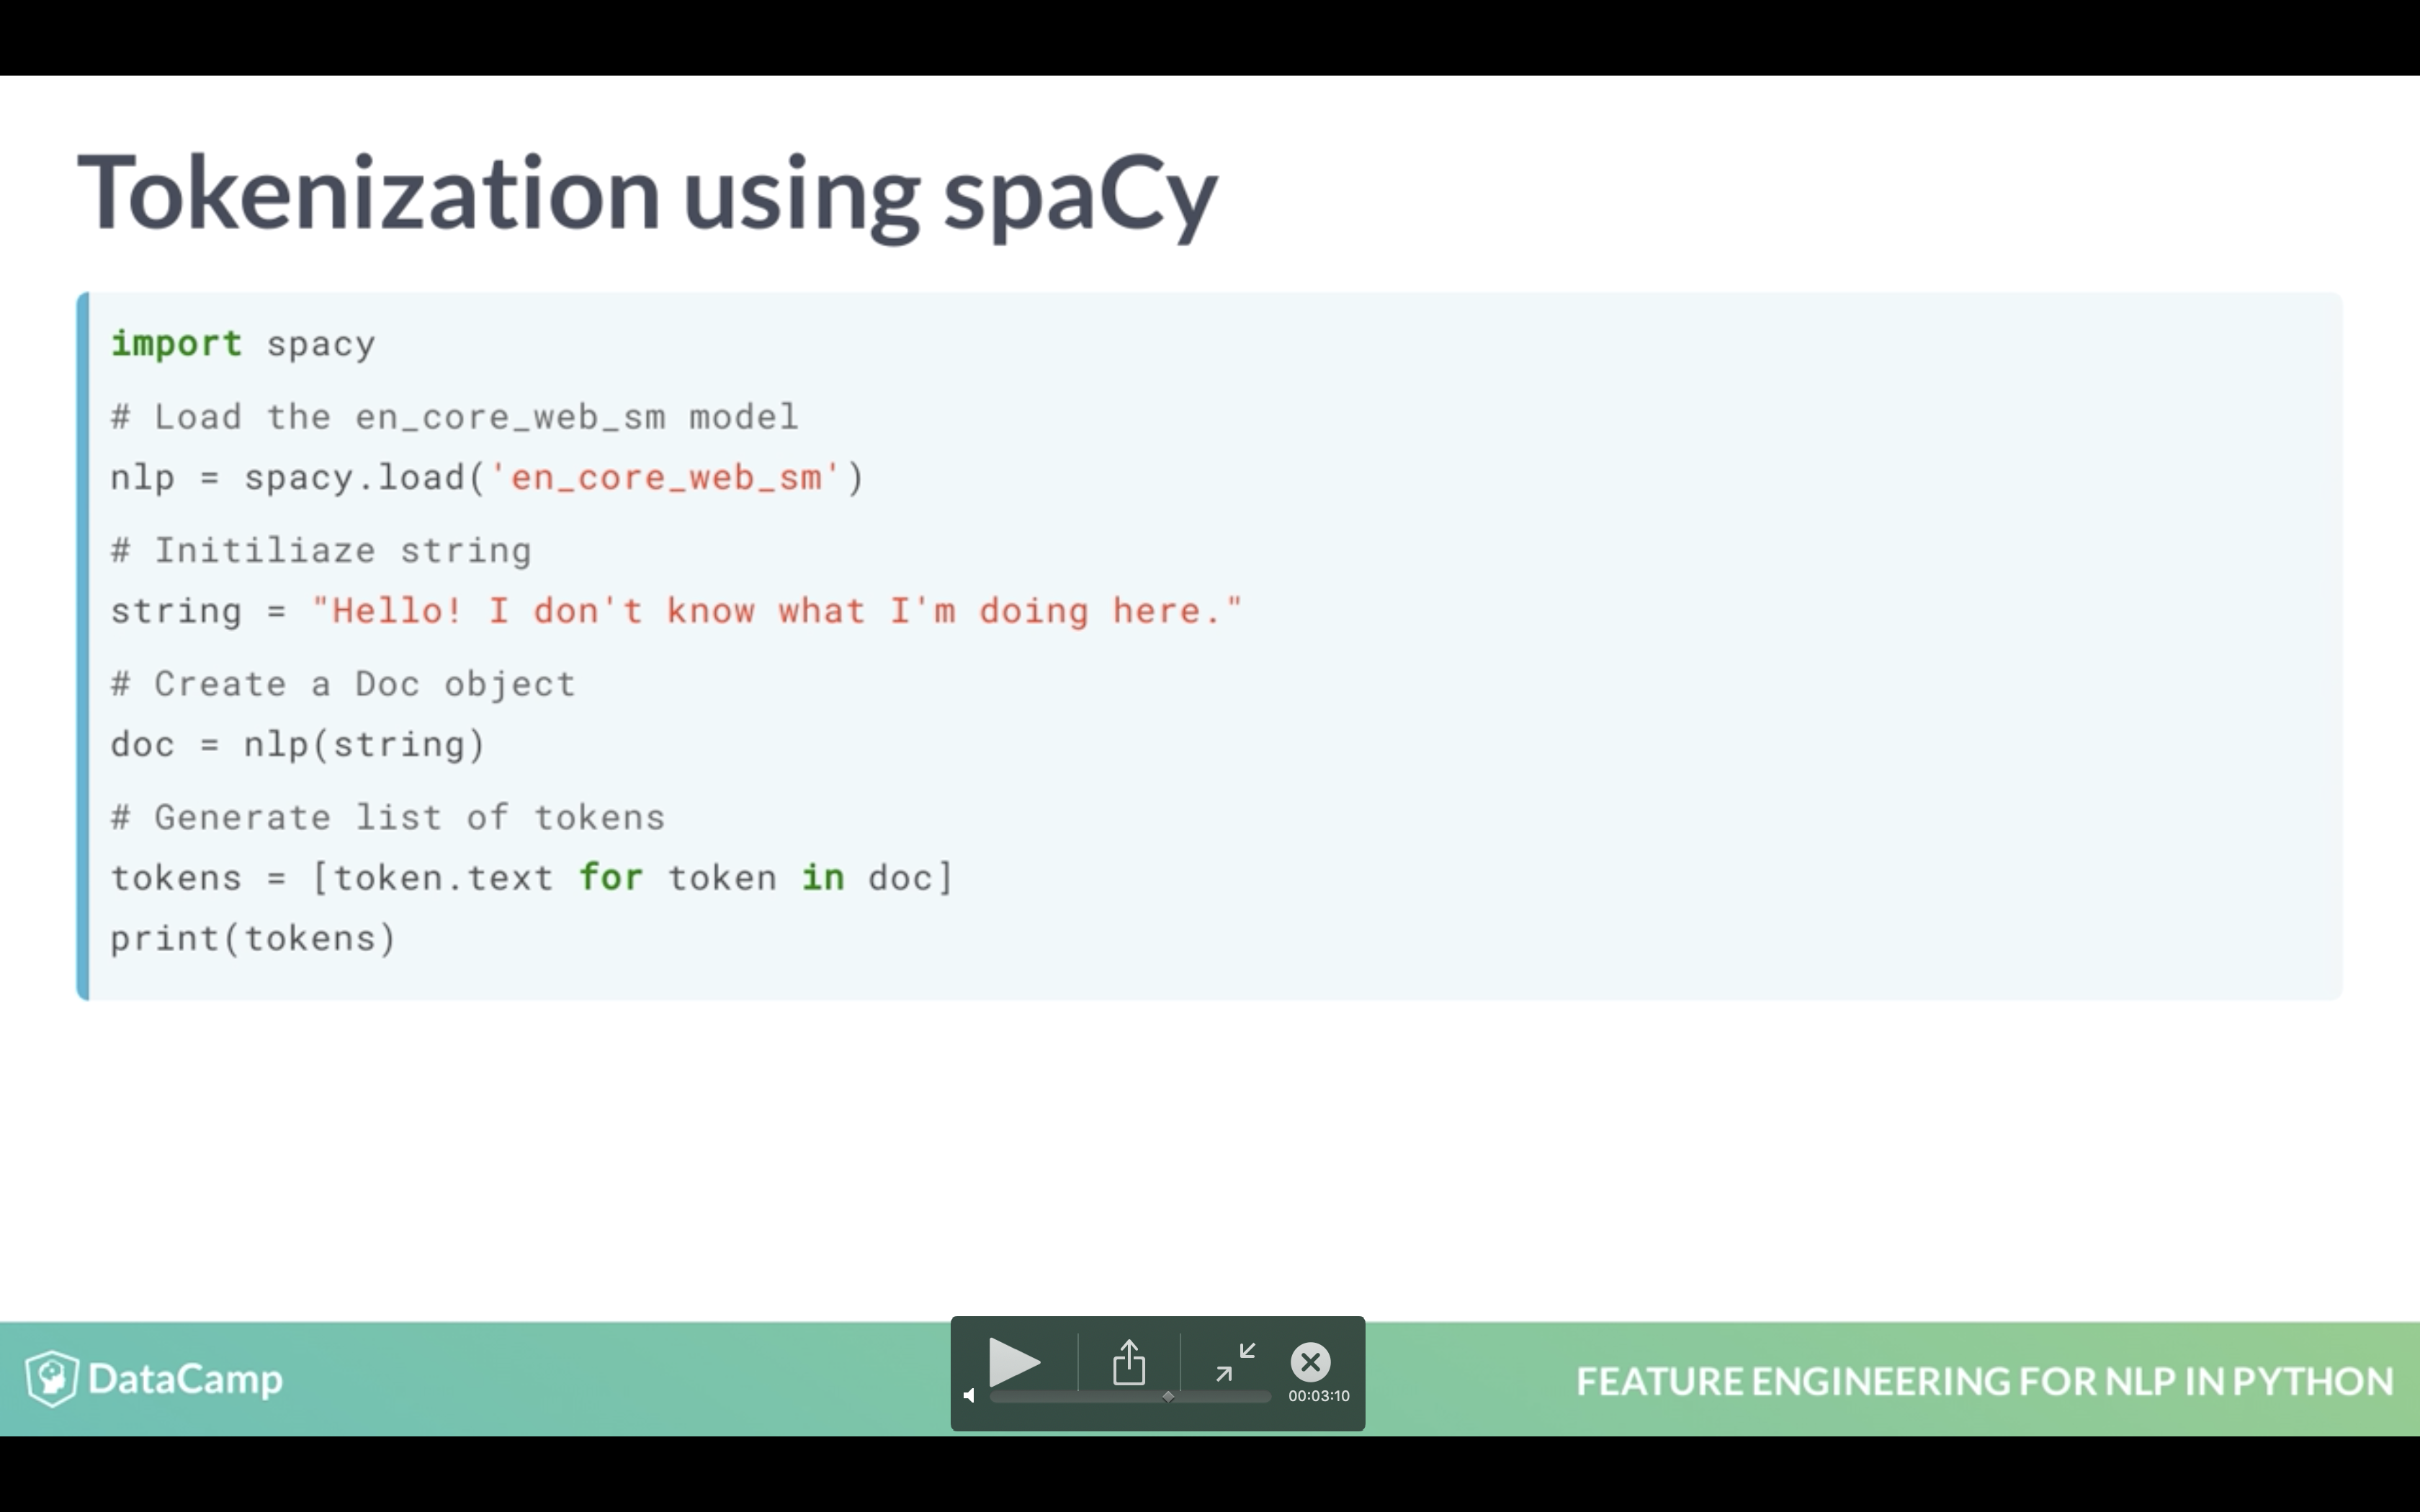 Tokenization using spaCy
import spacy
# Load the en_core_web_sm model
nlp = spacy.load('en_core_web_sm')
# Initiliaze string
string = "Hello! I don't know what I'm doing here."
# Create a Doc object
doc = nlp(string)
# Generate list of tokens
tokens = [token.text for token in doc]
print(tokens)
DataCamp
00:03:10
FEATURE ENGINEERING FOR NLP IN PYTHON